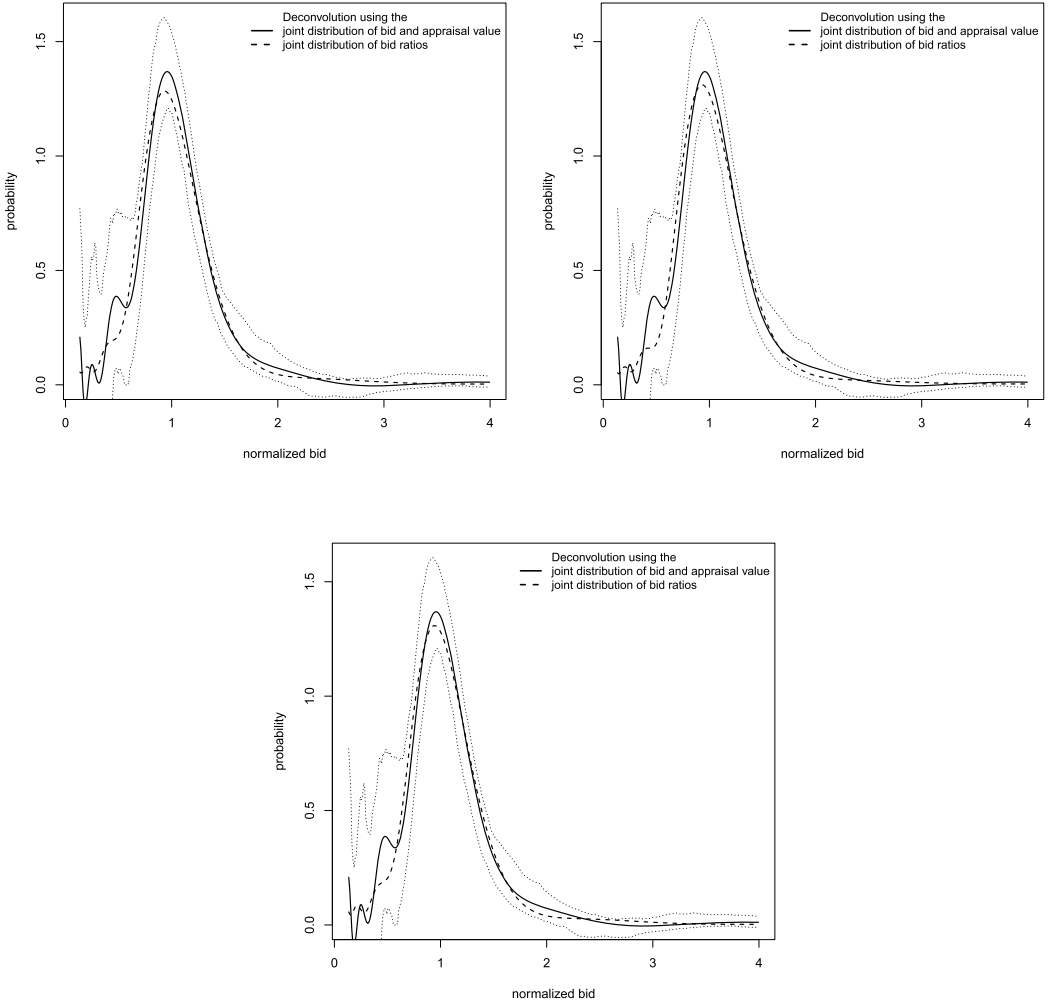 Deconvolution using the
joint distribution of bid and appraisal value
joint distribution of bid ratios
1.5
1.0
0.5
0.0
probability
0 1 2 3 4
normalized bid
Deconvolution using the
joint distribution of bid and appraisal value
joint distribution of bid ratios
1.5
1.0
0.5
0.0
probability
0 1 2 3 4
normalized bid
Deconvolution using the
joint distribution of bid and appraisal value
joint distribution of bid ratios
1.5
1.0
0.5
0.0
probability
0 1 2 3 4
normalized bid